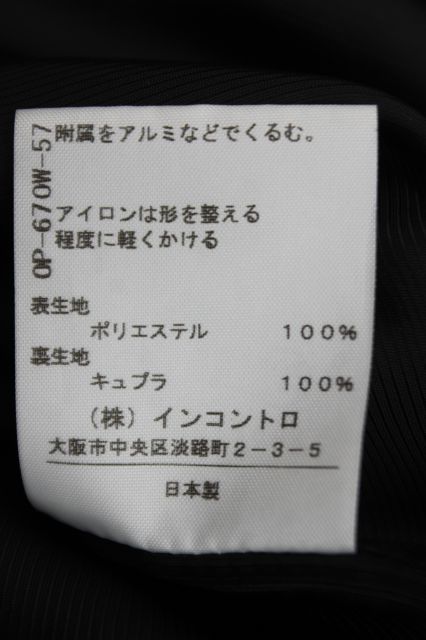 附属をアルミなどでくるむ。
OP-670W-57
アイロンは形を整える
程度に軽くかける
表生地
ポリエステル 100%
裏生地
キュプラ 100%
(株)インコントロ
大阪市中央区淡路町2-3-5
日本製